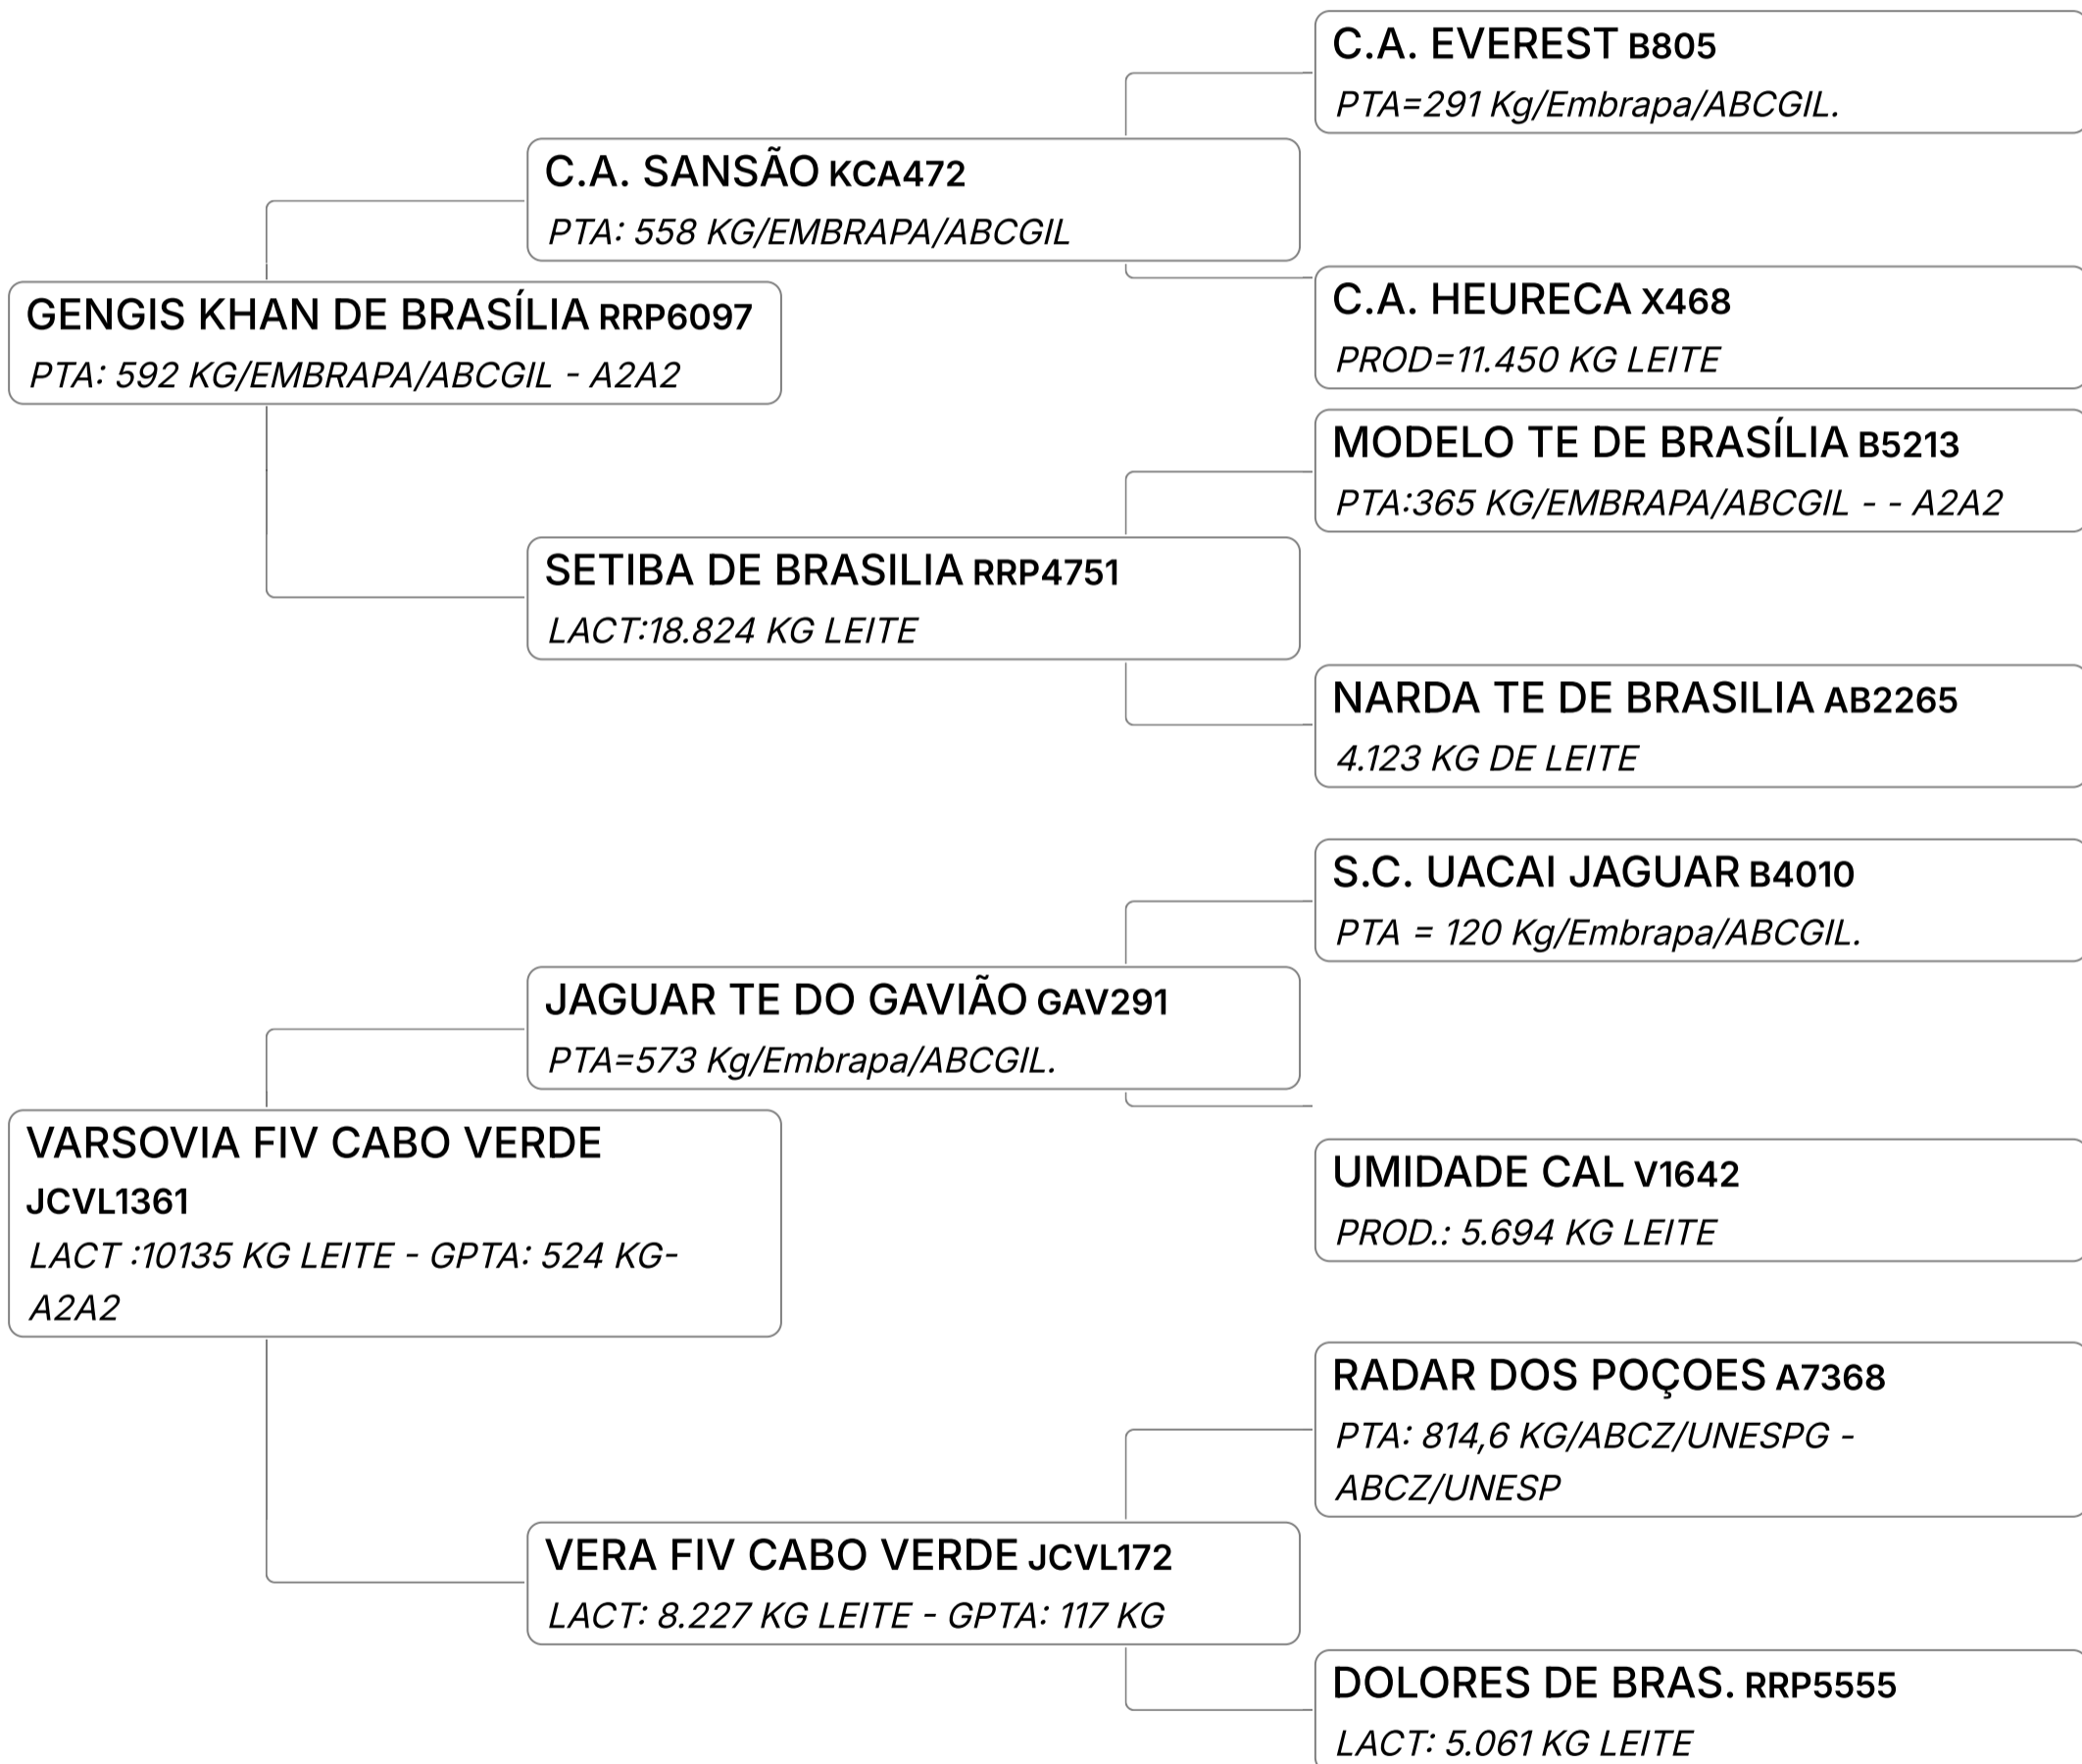 C.A. EVEREST B805
PTA=291 Kg/Embrapa/ABCGIL.
C.A. SANSÃO KCA472
PTA: 558 KG/EMBRAPA/ABCGIL
C.A. HEURECA X468
PROD=11.450 KG LEITE
GENGIS KHAN DE BRASÍLIA RRP6097
PTA: 592 KG/EMBRAPA/ABCGIL - A2A2
MODELO TE DE BRASÍLIA B5213
PTA:365 KG/EMBRAPA/ABCGIL - - A2A2
SETIBA DE BRASILIA RRP4751
LACT:18.824 KG LEITE
NARDA TE DE BRASILIA AB2265
4.123 KG DE LEITE
S.C. UACAI JAGUAR B4010
PTA = 120 Kg/Embrapa/ABCGIL.
JAGUAR TE DO GAVIÃO GAV291
PTA=573 Kg/Embrapa/ABCGIL.
VARSOVIA FIV CABO VERDE
JCVL1361
LACT :10135 KG LEITE - GPTA: 524 KG-
A2A2
UMIDADE CAL V1642
PROD.: 5.694 KG LEITE
RADAR DOS POÇOES A7368
PTA: 814,6 KG/ABCZ/UNESPG -
ABCZ/UNESP
VERA FIV CABO VERDE JCVL172
LACT: 8.227 KG LEITE - GPTA: 117 KG
DOLORES DE BRAS. RRP5555
LACT: 5.061 KG LEITE